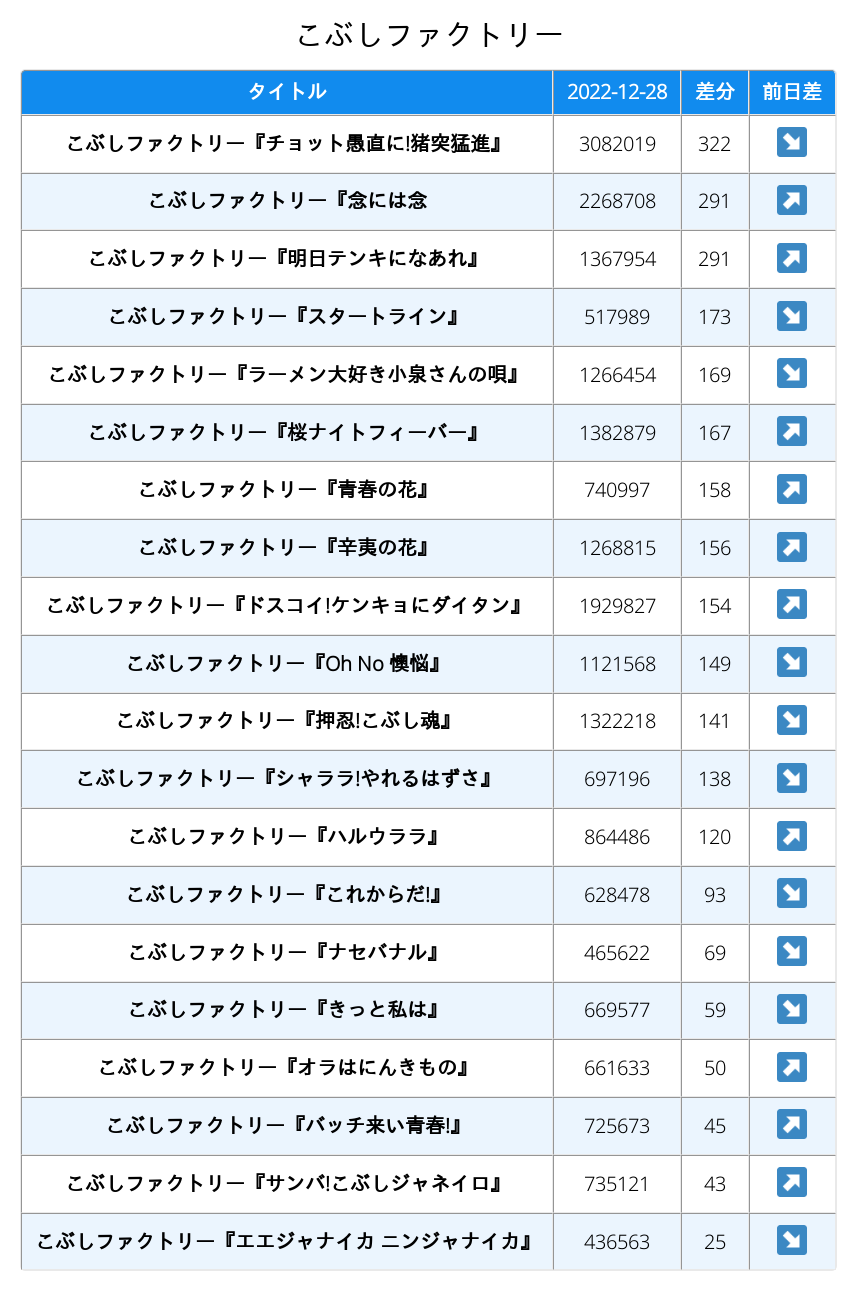 こぶしファクトリー
タイトル 2022-12-28 差分 前日差
こぶしファクトリー『チョット愚直に!猪突猛進』 3082019 322 ↘
こぶしファクトリー『念には念 2268708 291 ↗
こぶしファクトリー『明日テンキになあれ』 1367954 291 ↗
こぶしファクトリー『スタートライン』 517989 173 ↘
こぶしファクトリー『ラーメン大好き小泉さんの唄』 1266454 169 ↘
こぶしファクトリー『桜ナイトフィーバー』 1382879 167 ↗
こぶしファクトリー『青春の花』 740997 158 ↗
こぶしファクトリー『辛夷の花』 1268815 156 ↗
こぶしファクトリー『ドスコイ!ケンキョにダイタン』 1929827 154 ↗
こぶしファクトリー『Oh No 懊悩』 1121568 149 ↘
こぶしファクトリー『押忍!こぶし魂』 1322218 141 ↘
こぶしファクトリー『シャララ!やれるはずさ』 697196 138 ↘
こぶしファクトリー『ハルウララ』 864486 120 ↗
こぶしファクトリー『これからだ!』 628478 93 ↘
こぶしファクトリー『ナセバナル』 465622 69 ↘
こぶしファクトリー『きっと私は』 669577 59 ↘
こぶしファクトリー『オラはにんきもの』 661633 50 ↗
こぶしファクトリー『バッチ来い青春!』 725673 45 ↗
こぶしファクトリー『サンバ!こぶしジャネイロ』 735121 43 ↗
こぶしファクトリー『エエジャナイカ ニンジャナイカ』 436563 25 ↘